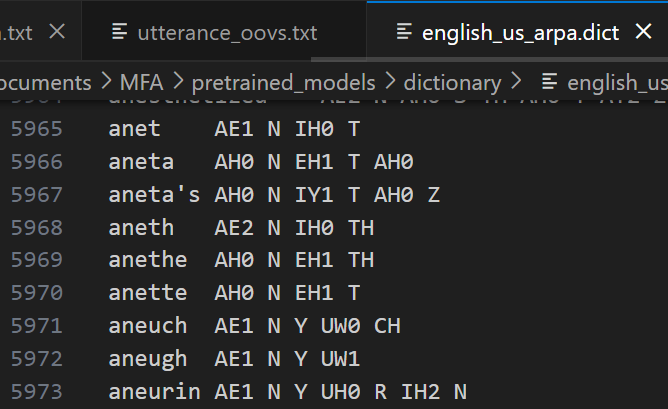 .txt × utterance_oovs.txt english_us_arpa.dict ×
ocuments > MFA > pretrained_models > dictionary > english_us
5965 anet AE1 N IH0 T
5966 aneta AH0 N EH1 T AH0
5967 aneta's AH0 N IY1 T AH0 Z
5968 aneth AE2 N IH0 TH
5969 anethe AH0 N EH1 TH
5970 anette AH0 N EH1 T
5971 aneuch AE1 N Y UW0 CH
5972 aneugh AE1 N Y UW1
5973 aneurin AE1 N Y UH0 R IH2 N